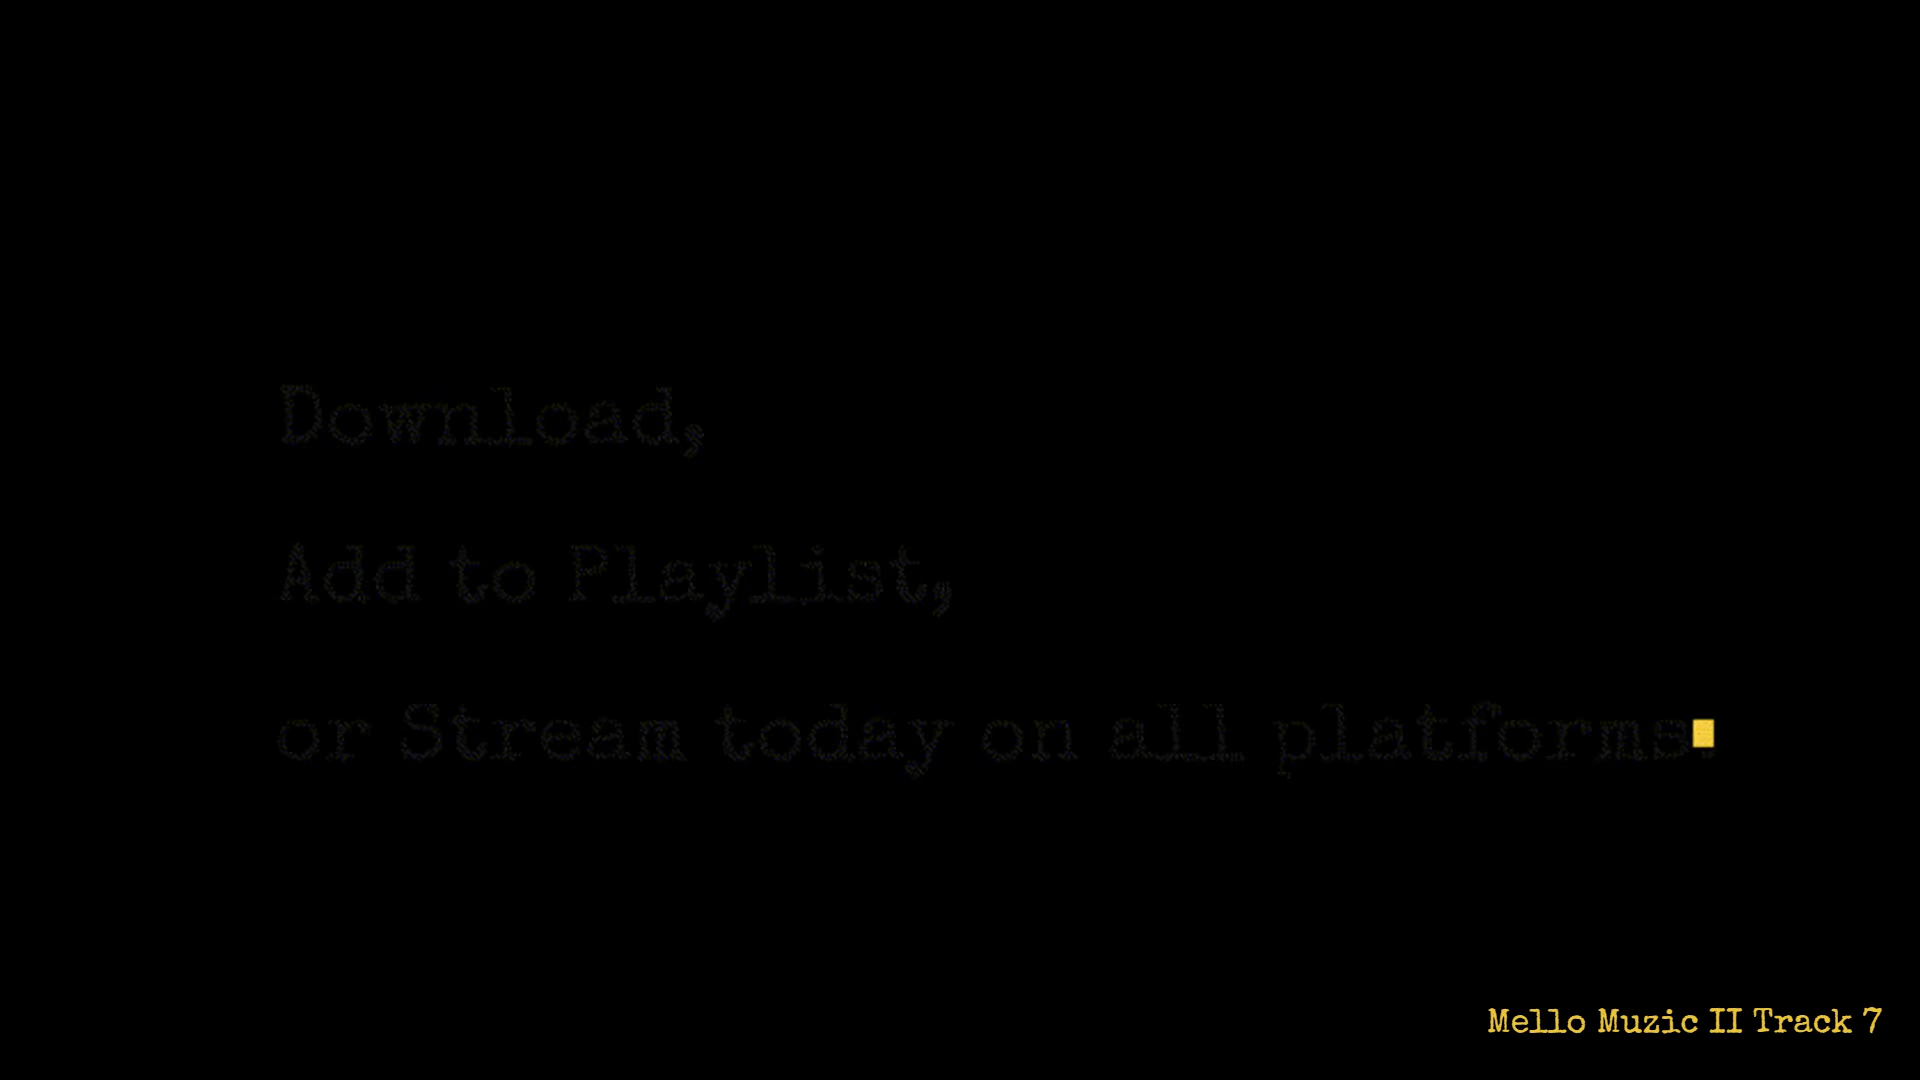 Download,
Add to Playlist,
or Stream today on all platforms.
Mello Muzic II Track 7